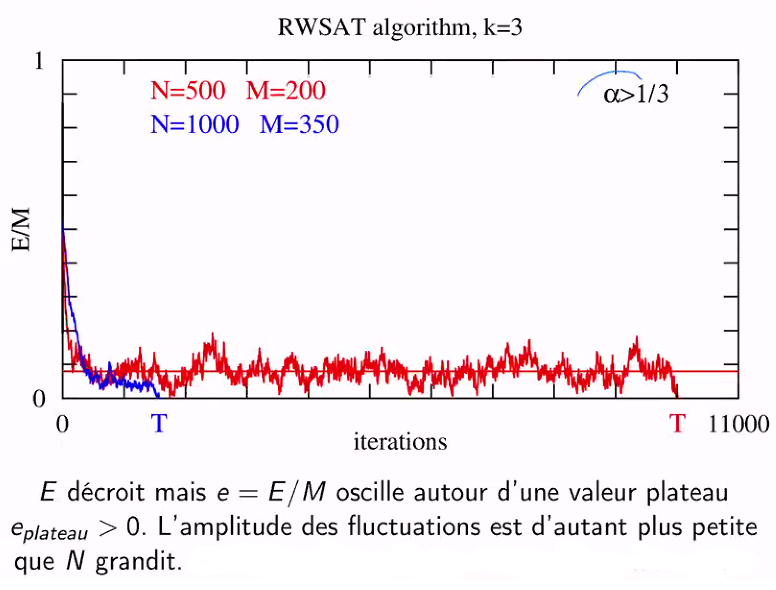 RWSAT algorithm, k=3
1
N=500 M=200
α>1/3
N=1000 M=350
E/M
0
0 T T 11000
iterations
E décroit mais e = E/M oscille autour d'une valeur plateau
eplateau > 0. L'amplitude des fluctuations est d'autant plus petite
que N grandit.